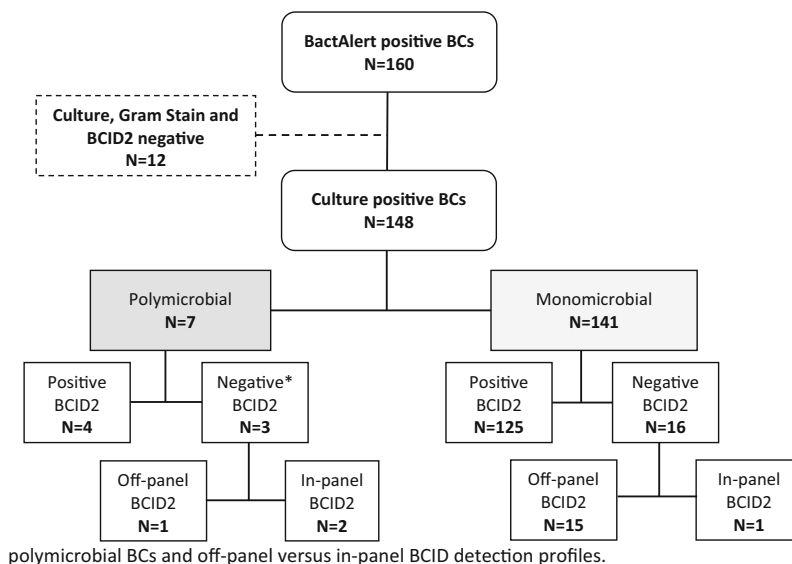 BactAlert positive BCs
N=160
Culture, Gram Stain and
BCID2 negative
N=12
Culture positive BCs
N=148
Polymicrobial
N=7
Monomicrobial
N=141
Positive
BCID2
N=4
Negative*
BCID2
N=3
Positive
BCID2
N=125
Negative
BCID2
N=16
Off-panel
BCID2
N=1
In-panel
BCID2
N=2
Off-panel
BCID2
N=15
In-panel
BCID2
N=1
polymicrobial BCs and off-panel versus in-panel BCID detection profiles.